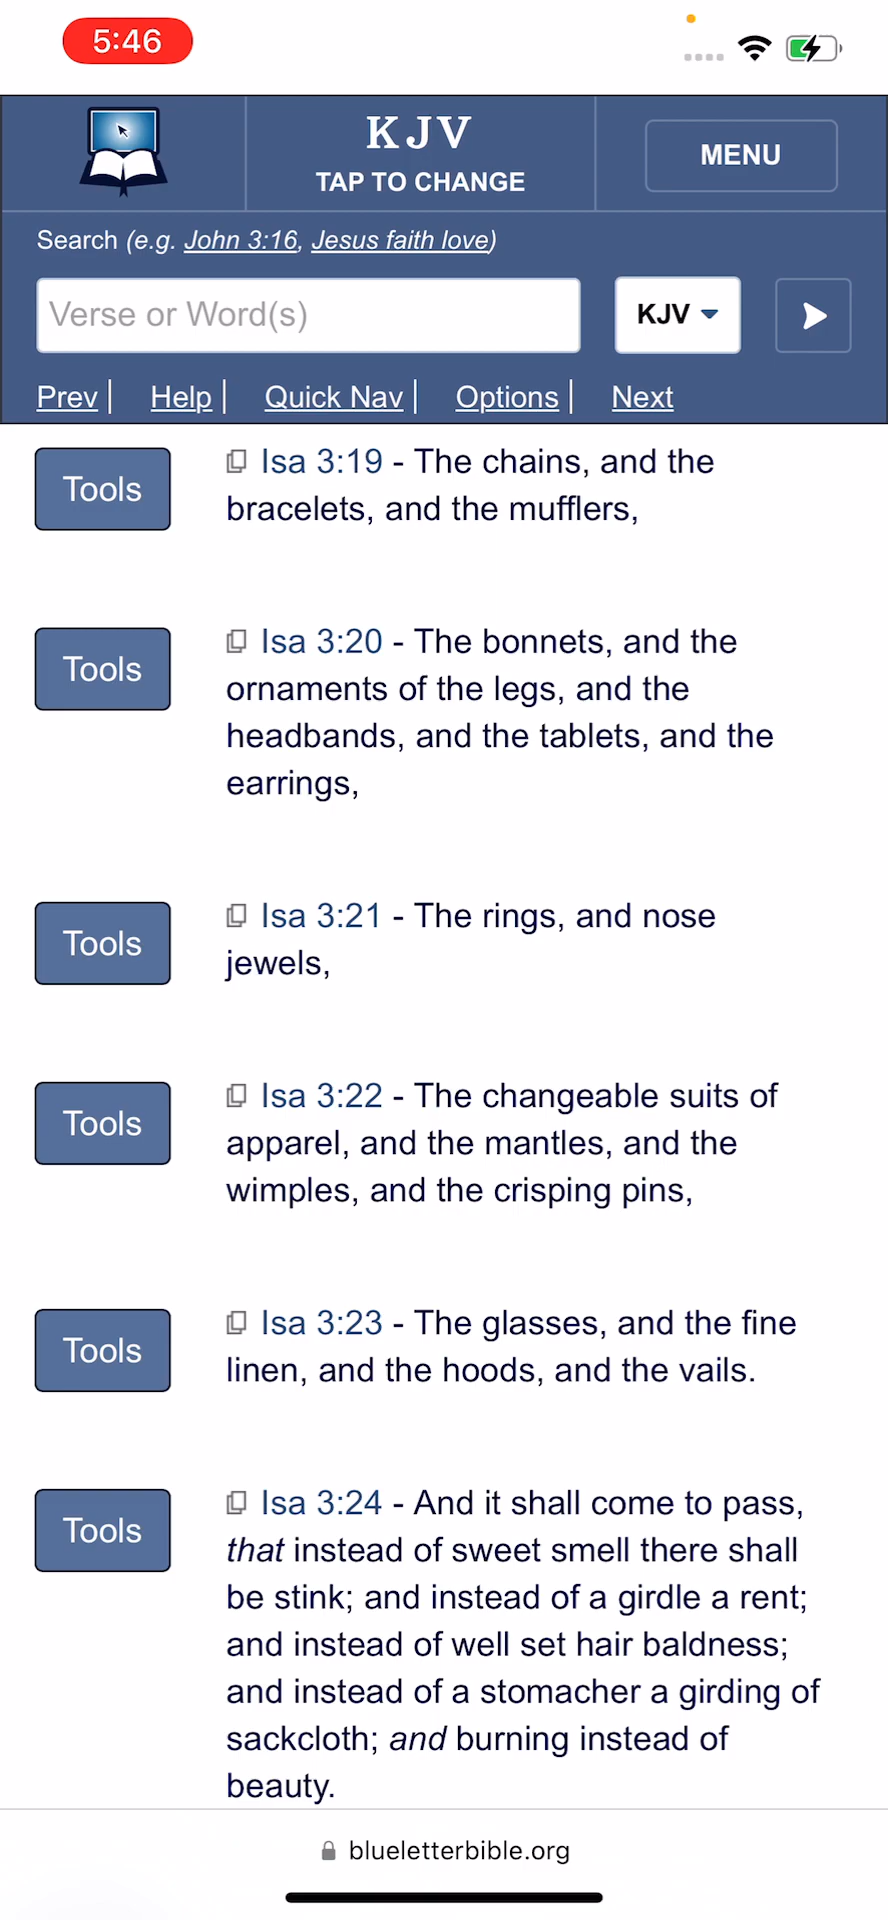 5:46
KJV
TAP TO CHANGE
MENU
Search (e.g. John 3:16, Jesus faith love)
Verse or Word(s)
KJV
Prev | Help | Quick Nav | Options | Next
Tools
Isa 3:19 - The chains, and the
bracelets, and the mufflers,
Tools
Isa 3:20 - The bonnets, and the
ornaments of the legs, and the
headbands, and the tablets, and the
earrings,
Tools
Isa 3:21 - The rings, and nose
jewels,
Tools
Isa 3:22 - The changeable suits of
apparel, and the mantles, and the
wimples, and the crisping pins,
Tools
Isa 3:23 - The glasses, and the fine
linen, and the hoods, and the vails.
Tools
Isa 3:24 - And it shall come to pass,
that instead of sweet smell there shall
be stink; and instead of a girdle a rent;
and instead of well set hair baldness;
and instead of a stomacher a girding of
sackcloth; and burning instead of
beauty.
blueletterbible.org